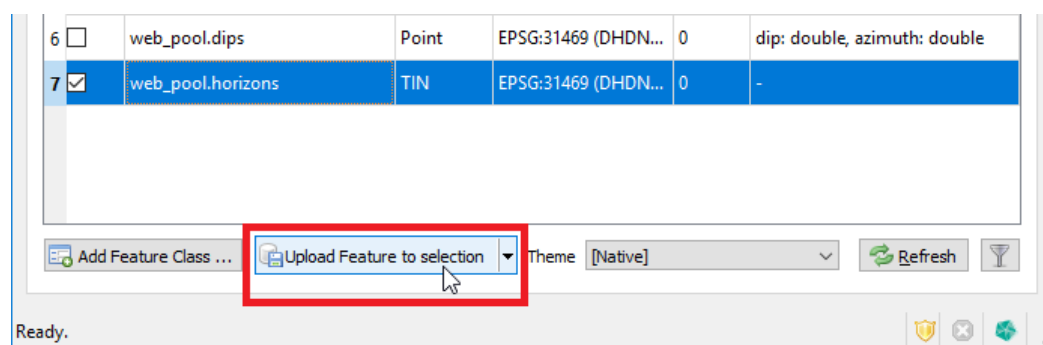 6 web_pool.dips Point EPSG:31469 (DHDN... 0 dip: double, azimuth: double
7 web_pool.horizons TIN EPSG:31469 (DHDN... 0 -
Add Feature Class ... Upload Feature to selection Theme [Native] Refresh
Ready.